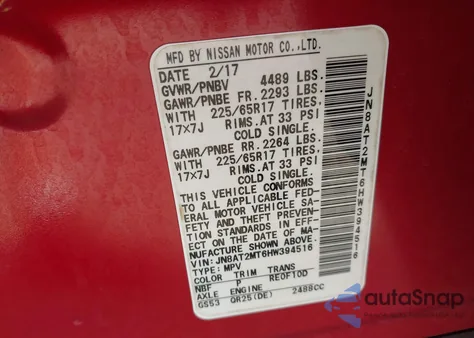 MFD BY NISSAN MOTOR CO.,LTD.
DATE 2/17
GVWR/PNBV 4489 LBS.
GAWR/PNBE FR. 2293 LBS.
WITH 225/65R17 TIRES,
17x7J RIMS.AT 33 PSI
COLD SINGLE.
GAWR/PNBE RR. 2264 LBS.
WITH 225/65R17 TIRES,
17x7J RIMS.AT 33 PSI
COLD SINGLE.
THIS VEHICLE CONFORMS
TO ALL APPLICABLE FED-
ERAL MOTOR VEHICLE SA-
FETY AND THEFT PREVENT-
ION STANDARDS IN EFF-
ECT ON THE DATE OF MA-
NUFACTURE SHOWN ABOVE.
VIN: JN8AT2MT6HW394516
TYPE: MPV
COLOR TRIM TRANS
NBF P RE0F10D
AXLE ENGINE
GS53 QR25(DE) 2488CC
JN8AT2MT6HW394516
autoSnap